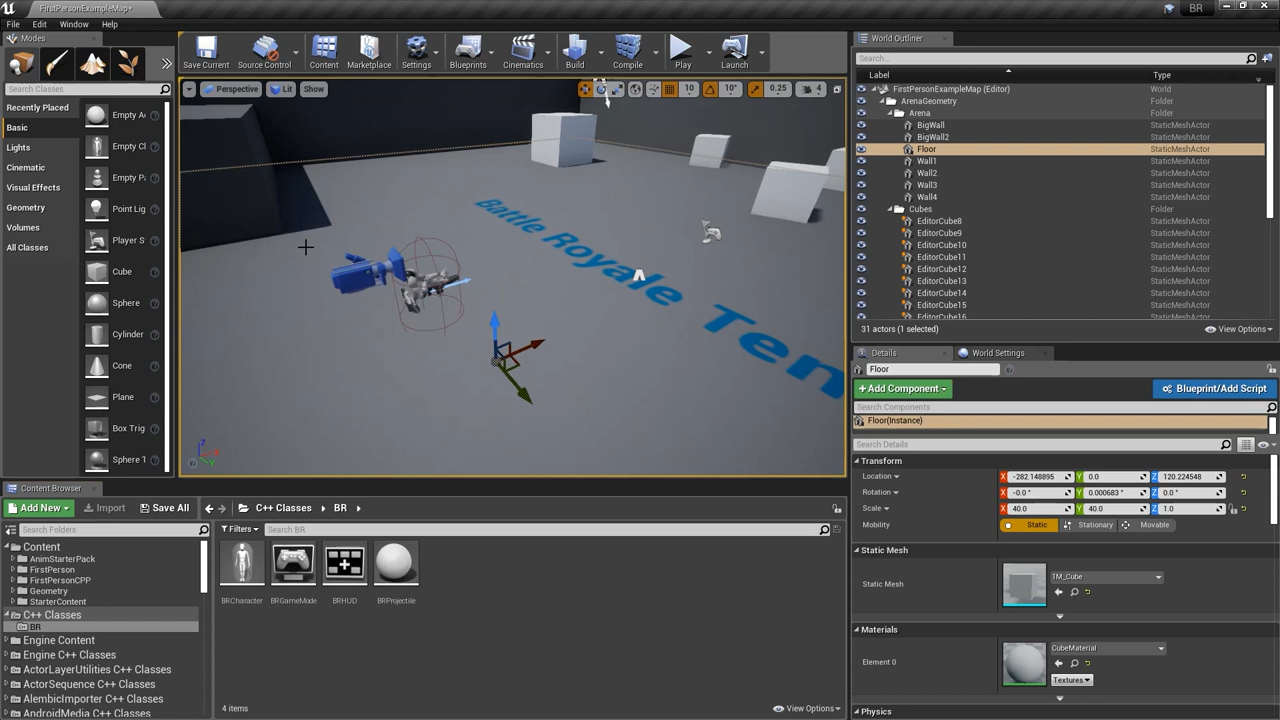 FirstPersonExampleMap*
BR
File Edit Window Help
Modes
Search Classes
Recently Placed
Basic
Lights
Cinematic
Visual Effects
Geometry
Volumes
All Classes
Empty A
Empty Cl
Empty P
Point Lig
Player S
Cube
Sphere
Cylinder
Cone
Plane
Box Trig
Sphere T
Save Current
Source Control
Content
Marketplace
Settings
Blueprints
Cinematics
Build
Compile
Play
Launch
Perspective
Lit
Show
10
10°
0.25
4
Battle Royale Ten
World Outliner
Search...
Label
Type
FirstPersonExampleMap (Editor) World
ArenaGeometry Folder
Arena Folder
BigWall StaticMeshActor
BigWall2 StaticMeshActor
Floor StaticMeshActor
Wall1 StaticMeshActor
Wall2 StaticMeshActor
Wall3 StaticMeshActor
Wall4 StaticMeshActor
Cubes Folder
EditorCube8 StaticMeshActor
EditorCube9 StaticMeshActor
EditorCube10 StaticMeshActor
EditorCube11 StaticMeshActor
EditorCube12 StaticMeshActor
EditorCube13 StaticMeshActor
EditorCube14 StaticMeshActor
EditorCube15 StaticMeshActor
EditorCube16 StaticMeshActor
31 actors (1 selected)
View Options
Details
World Settings
Floor
+Add Component
Blueprint/Add Script
Search Components
Floor(Instance)
Search Details
Transform
Location X -282.148895 Y 0.0 Z 120.224548
Rotation X -0.0 ° Y 0.000683 ° Z 0.0 °
Scale X 40.0 Y 40.0 Z 1.0
Mobility Static Stationary Movable
Static Mesh
Static Mesh
1M_Cube
Materials
Element 0
CubeMaterial
Textures
Physics
Content Browser
Add New
Import
Save All
C++ Classes
BR
Search Folders
Filters
Search BR
Content
AnimStarterPack
FirstPerson
FirstPersonCPP
Geometry
StarterContent
C++ Classes
BR
Engine Content
Engine C++ Classes
ActorLayerUtilities C++ Classes
ActorSequence C++ Classes
AlembicImporter C++ Classes
AndroidMedia C++ Classes
BRCharacter
BRGameMode
BRHUD
BRProjectile
4 items
View Options